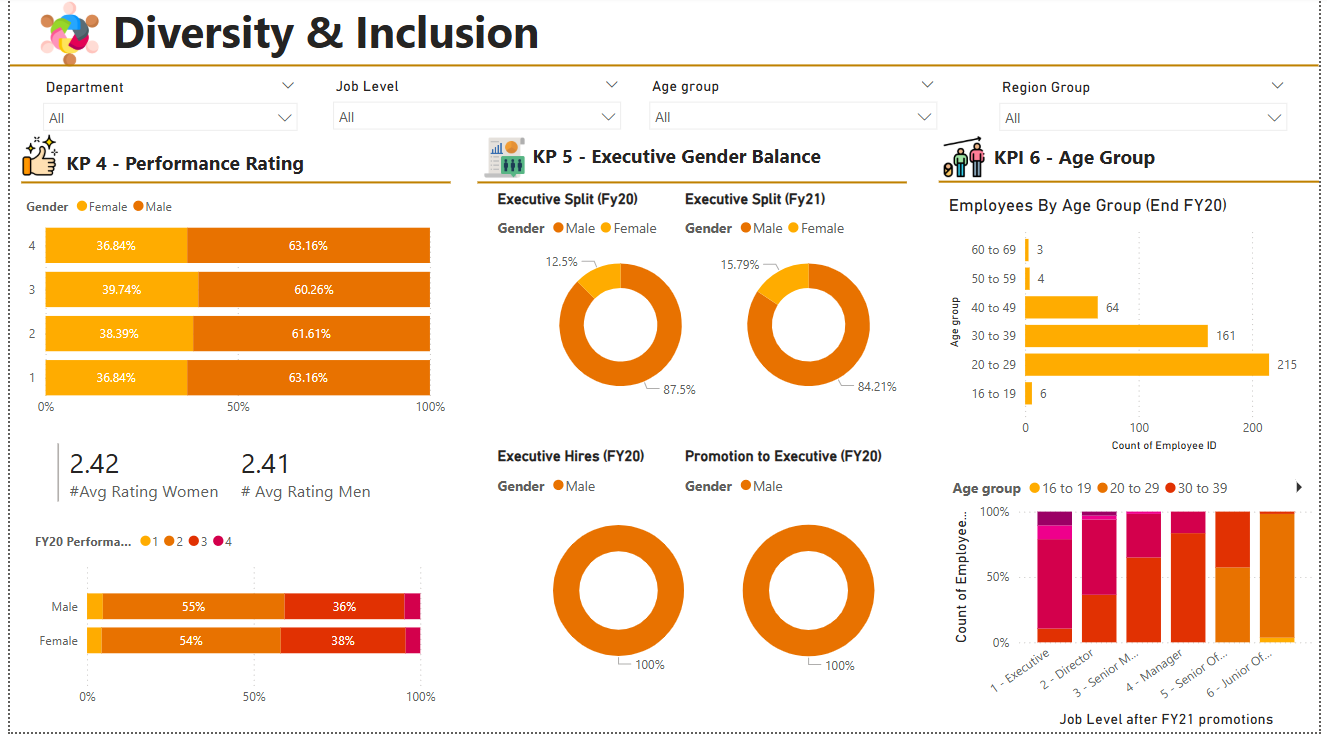 Diversity & Inclusion
Department
All
Job Level
All
Age group
All
Region Group
All
KP 4 - Performance Rating
Gender Female Male
4 36.84% 63.16%
3 39.74% 60.26%
2 38.39% 61.61%
1 36.84% 63.16%
0% 50% 100%
2.42
#Avg Rating Women
2.41
# Avg Rating Men
FY20 Performa... 1 2 3 4
Male 55% 36%
Female 54% 38%
0% 50% 100%
KP 5 - Executive Gender Balance
Executive Split (Fy20)
Gender Male Female
12.5%
87.5%
Executive Split (Fy21)
Gender Male Female
15.79%
84.21%
Executive Hires (FY20)
Gender Male
100%
Promotion to Executive (FY20)
Gender Male
100%
KPI 6 - Age Group
Employees By Age Group (End FY20)
Age group
60 to 69 3
50 to 59 4
40 to 49 64
30 to 39 161
20 to 29 215
16 to 19 6
0 100 200
Count of Employee ID
Age group 16 to 19 20 to 29 30 to 39
Count of Employee...
100%
50%
0%
1 - Executive
2 - Director
3 - Senior M...
4 - Manager
5 - Senior Of...
6 - Junior Of...
Job Level after FY21 promotions